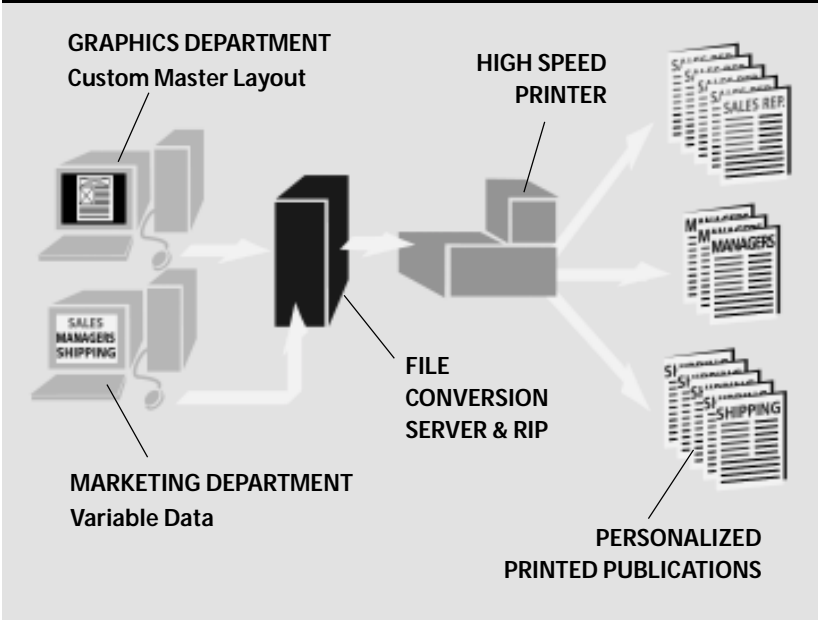 GRAPHICS DEPARTMENT
Custom Master Layout
HIGH SPEED
PRINTER
SALES REP.
MANAGERS
SALES
MANAGERS
SHIPPING
FILE
CONVERSION
SERVER & RIP
SHIPPING
MARKETING DEPARTMENT
Variable Data
PERSONALIZED
PRINTED PUBLICATIONS